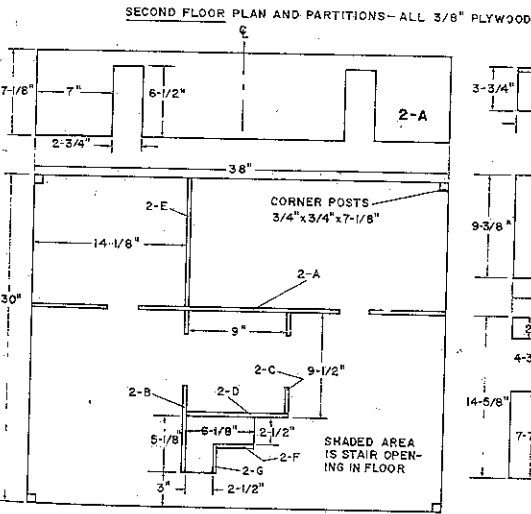 SECOND FLOOR PLAN AND PARTITIONS-ALL 3/8" PLYWOOD
℄
7-1/8"
7"
6-1/2"
2-A
3-3/4"
2-3/4"
38"
2-E
CORNER POSTS
3/4" x 3/4" x 7-1/8"
9-3/8"
14-1/8"
2-A
30"
9"
9-1/2"
2-C
2-B
2-D
14-5/8"
5-1/8"
6-1/8"
2-1/2"
SHADED AREA
IS STAIR OPEN-
ING IN FLOOR
2-F
2-G
3"
2-1/2"